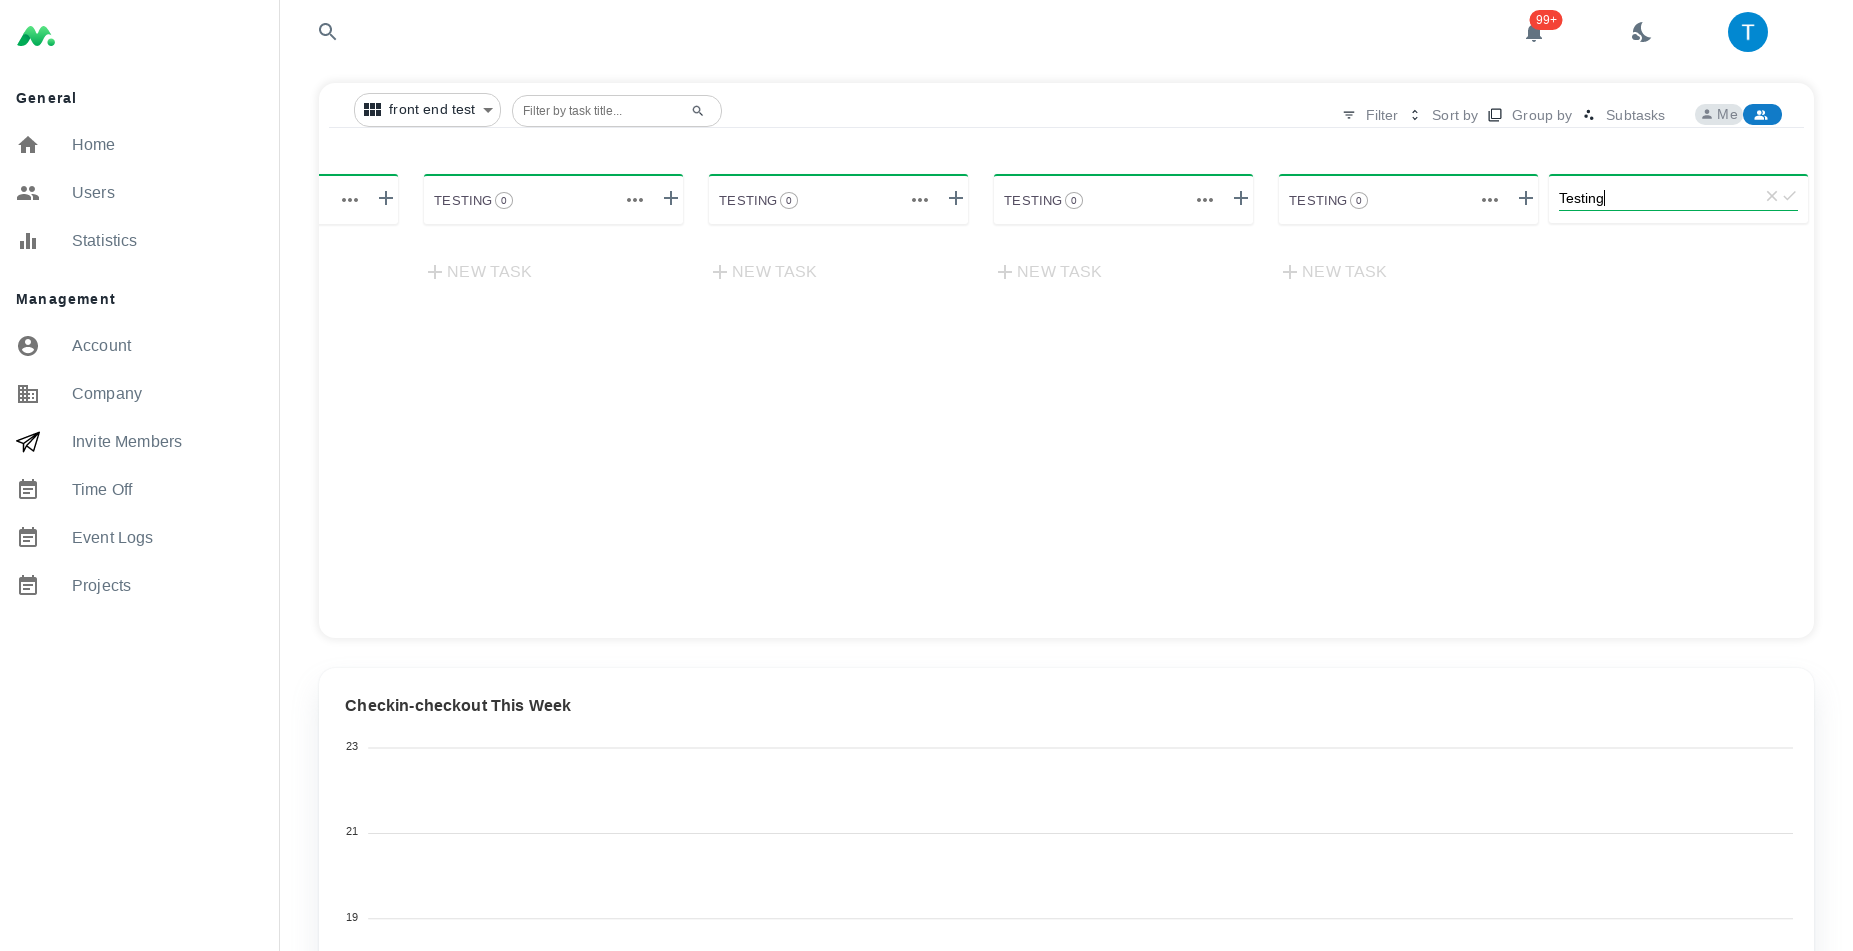 99+
T
General
Home
Users
Statistics
Management
Account
Company
Invite Members
Time Off
Event Logs
Projects
front end test
Filter by task title...
Filter
Sort by
Group by
Subtasks
Me
TESTING 0
TESTING 0
TESTING 0
TESTING 0
Testing
NEW TASK
NEW TASK
NEW TASK
NEW TASK
Checkin-checkout This Week
23
21
19